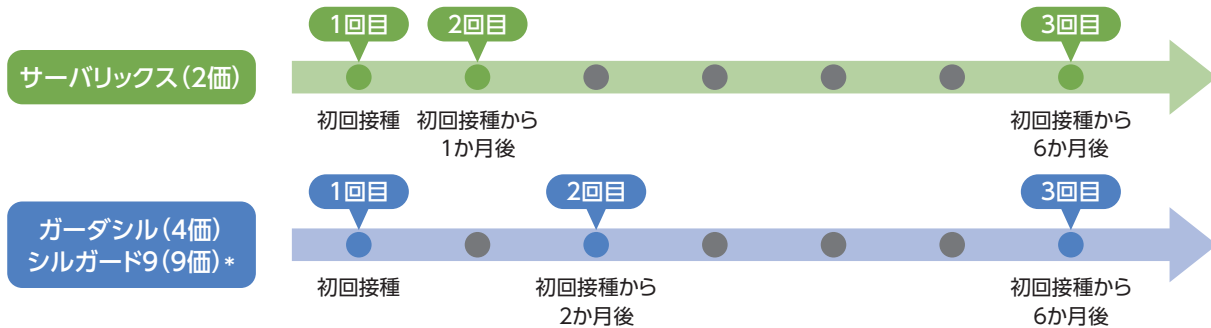 1回目
2回目
3回目
サーバリックス(2価)
初回接種
初回接種から
1か月後
初回接種から
6か月後
1回目
2回目
3回目
ガーダシル(4価)
シルガード9(9価)*
初回接種
初回接種から
2か月後
初回接種から
6か月後